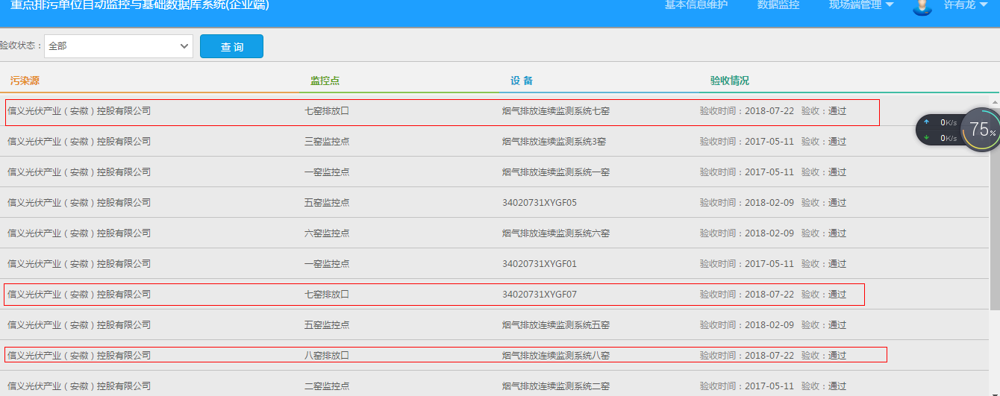 重点排污单位自动监控与基础数据库系统(企业端) 基本信息维护 数据监控 现场端管理 许有龙
验收状态： 全部 查 询
污染源 监控点 设 备 验收情况
信义光伏产业（安徽）控股有限公司 七窑排放口 烟气排放连续监测系统七窑 验收时间：2018-07-22 验收：通过
信义光伏产业（安徽）控股有限公司 三窑监控点 烟气排放连续监测系统3窑 验收时间：2017-05-11 验收：通过
信义光伏产业（安徽）控股有限公司 一窑监控点 烟气排放连续监测系统一窑 验收时间：2017-05-11 验收：通过
信义光伏产业（安徽）控股有限公司 五窑监控点 34020731XYGF05 验收时间：2018-02-09 验收：通过
信义光伏产业（安徽）控股有限公司 六窑监控点 烟气排放连续监测系统六窑 验收时间：2018-02-09 验收：通过
信义光伏产业（安徽）控股有限公司 一窑监控点 34020731XYGF01 验收时间：2017-05-11 验收：通过
信义光伏产业（安徽）控股有限公司 七窑排放口 34020731XYGF07 验收时间：2018-07-22 验收：通过
信义光伏产业（安徽）控股有限公司 五窑监控点 烟气排放连续监测系统五窑 验收时间：2018-02-09 验收：通过
信义光伏产业（安徽）控股有限公司 八窑排放口 烟气排放连续监测系统八窑 验收时间：2018-07-22 验收：通过
信义光伏产业（安徽）控股有限公司 二窑监控点 烟气排放连续监测系统二窑 验收时间：2017-05-11 验收：通过
0K/s
0K/s
75%